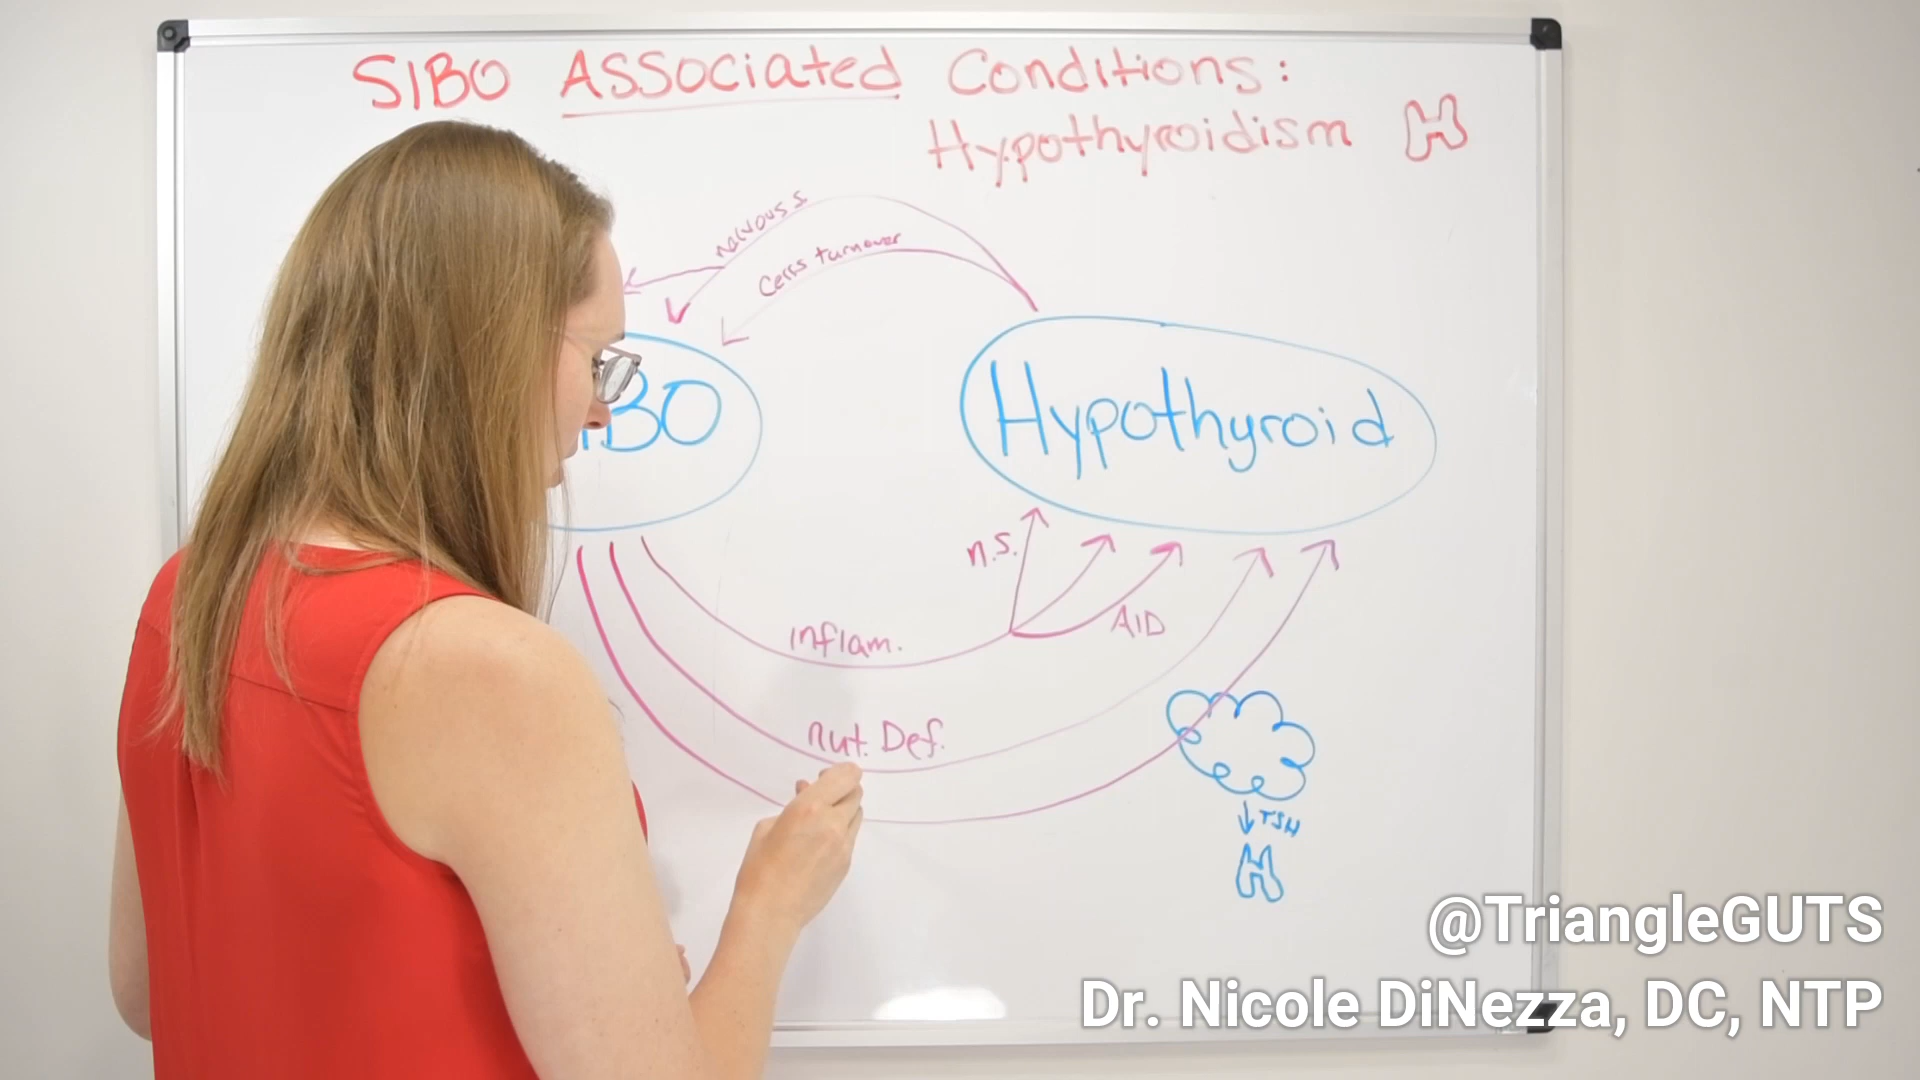 SIBO Associated Conditions:
Hypothyroidism
nervous s.
Cells turnover
IBO
Hypothyroid
n.s.
Inflam.
AID
nut. Def.
TSH
@TriangleGUTS
Dr. Nicole DiNezza, DC, NTP